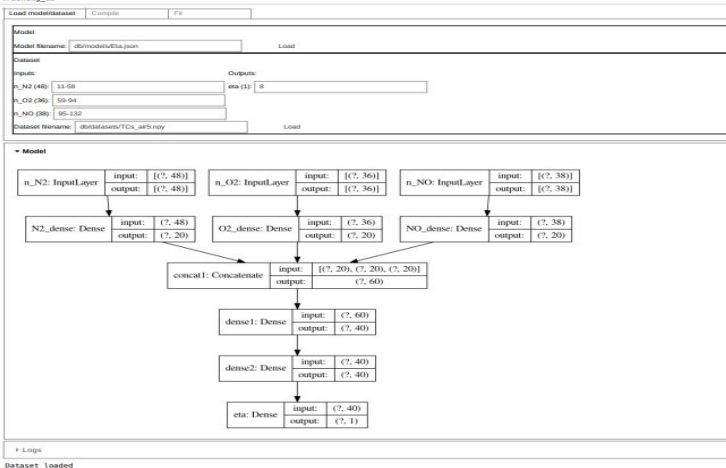 Load model/dataset Compile Fit
Model
Model filename: db/models/Eta.json Load
Dataset
Inputs: Outputs:
n_N2 (48): 11-58 eta (1): 8
n_O2 (36): 59-94
n_NO (38): 95-132
Dataset filename: db/datasets/TCs_air5.npy Load
Model
n_N2: InputLayer input: [(?, 48)] output: [(?, 48)]
n_O2: InputLayer input: [(?, 36)] output: [(?, 36)]
n_NO: InputLayer input: [(?, 38)] output: [(?, 38)]
N2_dense: Dense input: (?, 48) output: (?, 20)
O2_dense: Dense input: (?, 36) output: (?, 20)
NO_dense: Dense input: (?, 38) output: (?, 20)
concat1: Concatenate input: [(?, 20), (?, 20), (?, 20)] output: (?, 60)
dense1: Dense input: (?, 60) output: (?, 40)
dense2: Dense input: (?, 40) output: (?, 40)
eta: Dense input: (?, 40) output: (?, 1)
Logs
Dataset loaded